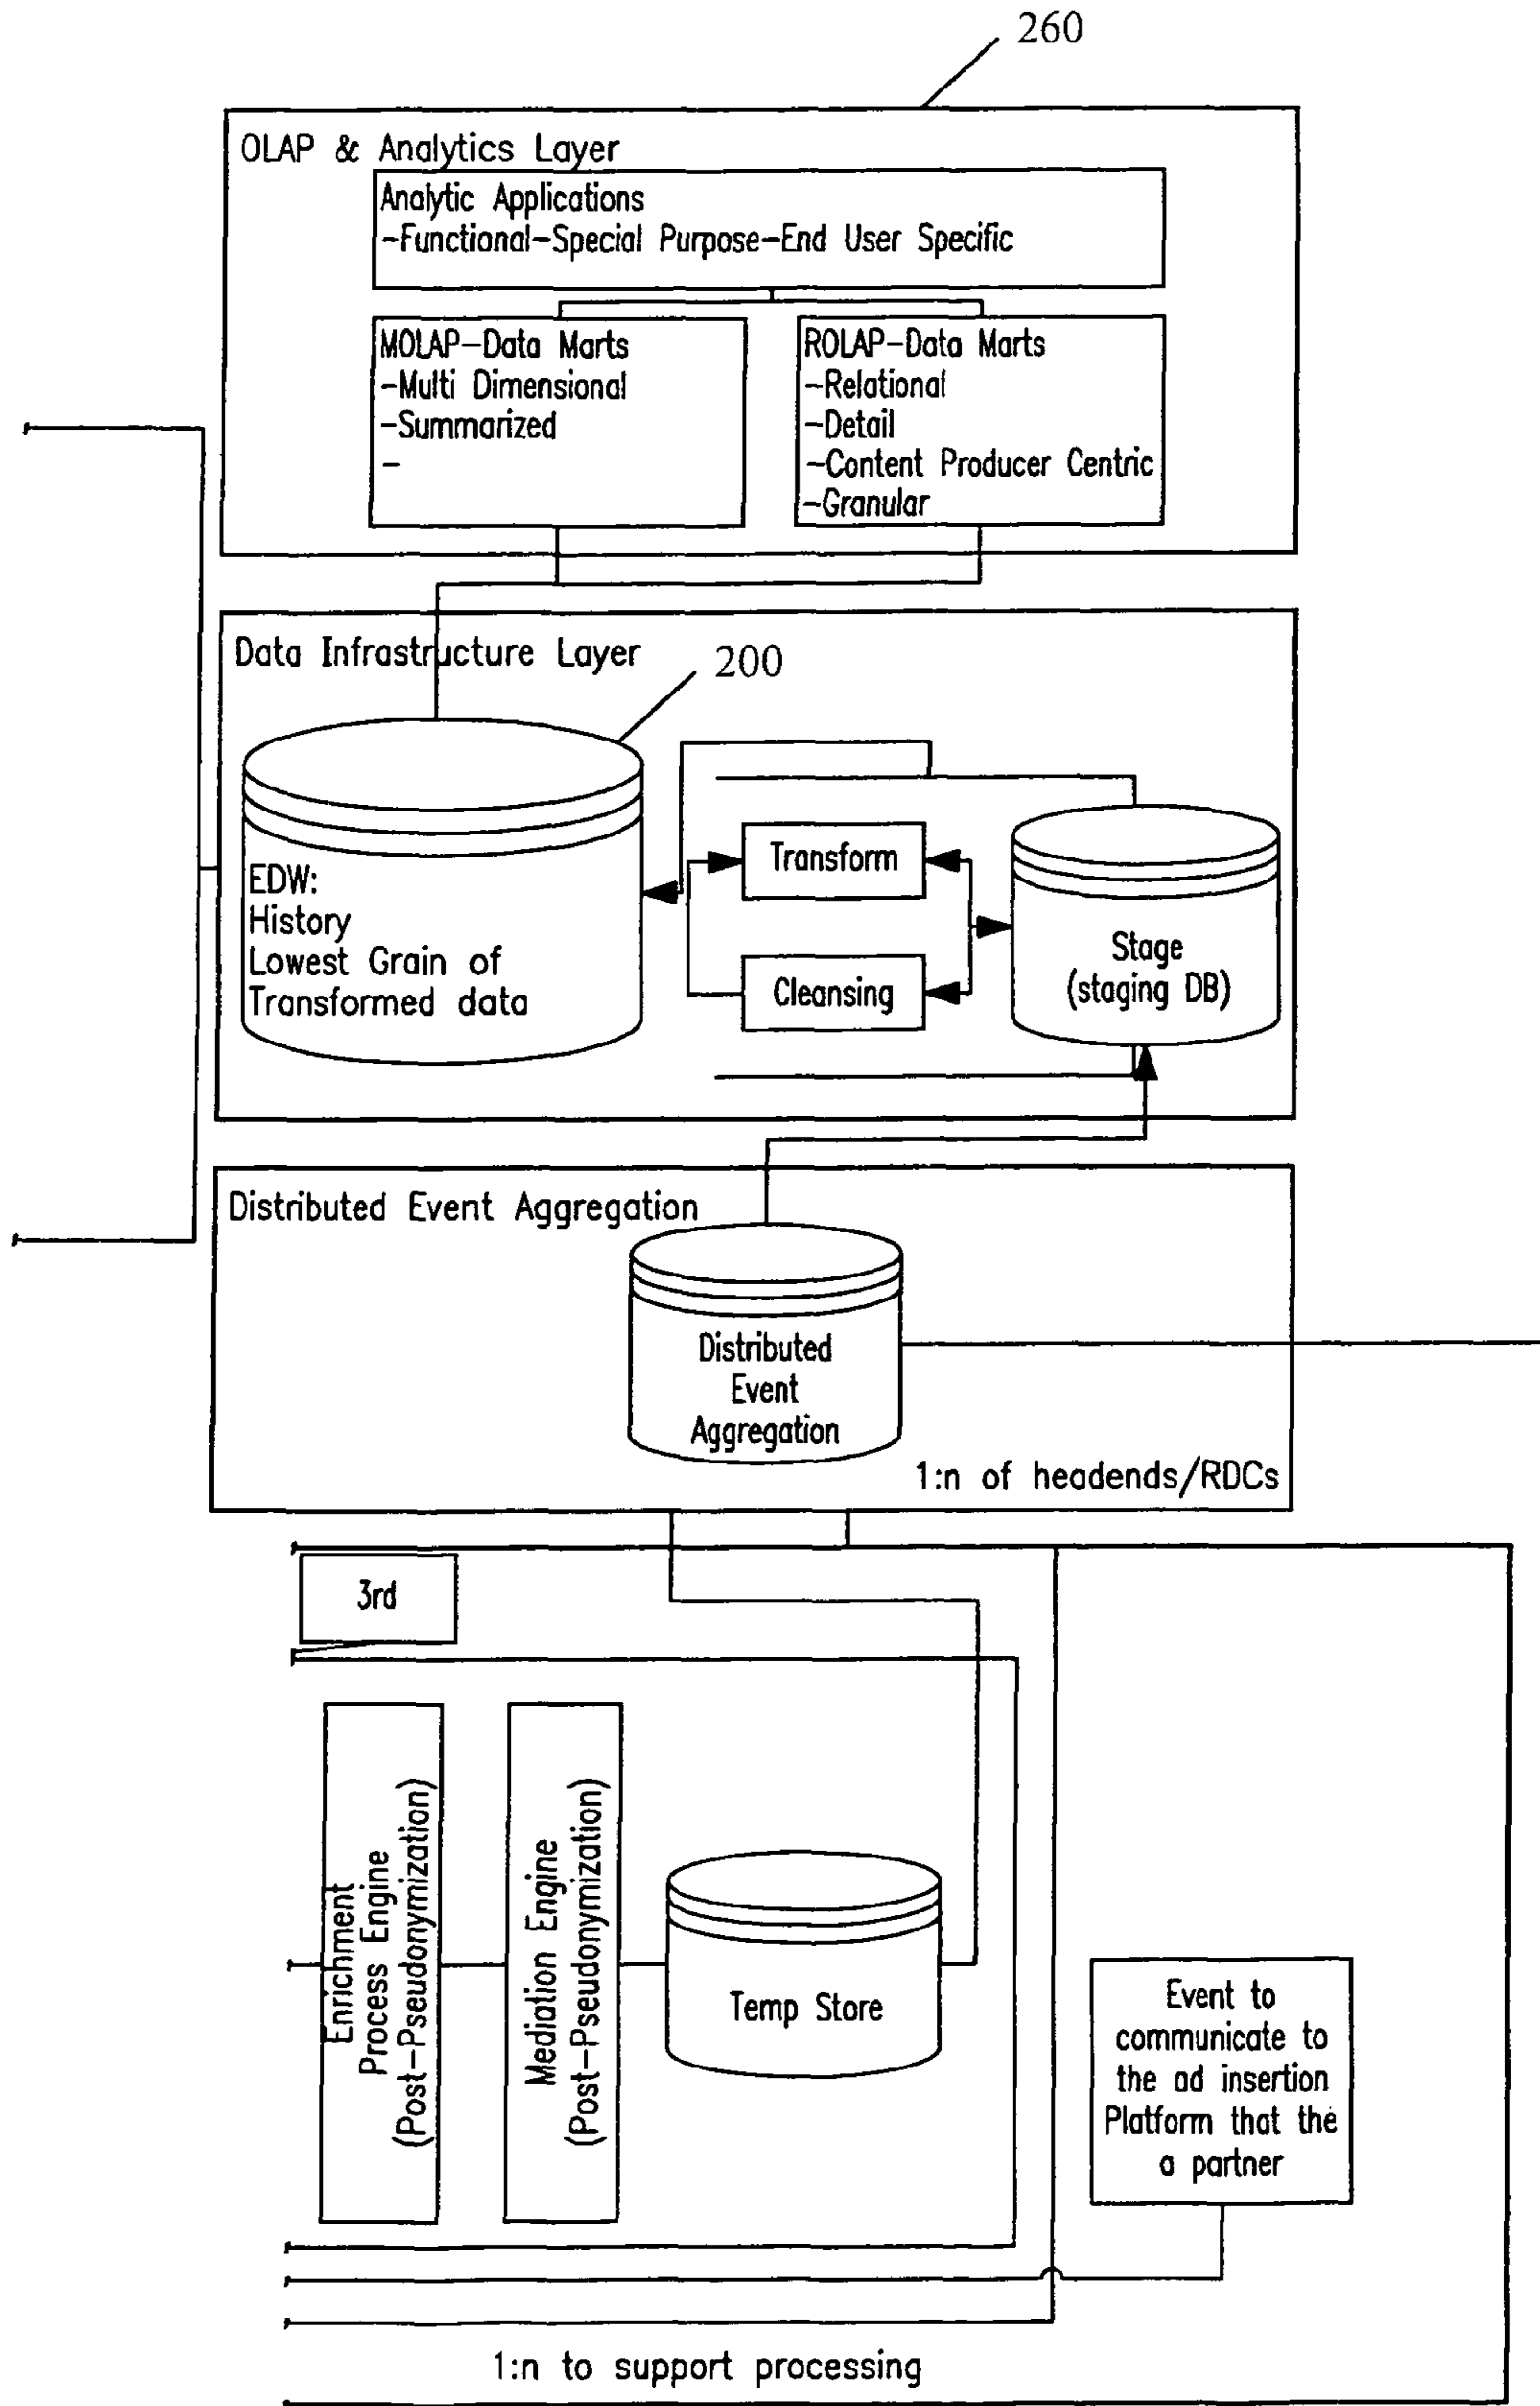 260
OLAP & Analytics Layer
Analytic Applications
-Functional-Special Purpose-End User Specific
MOLAP-Data Marts
-Multi Dimensional
-Summarized
-
ROLAP-Data Marts
-Relational
-Detail
-Content Producer Centric
-Granular
Data Infrastructure Layer
200
EDW:
History
Lowest Grain of
Transformed data
Transform
Cleansing
Stage
(staging DB)
Distributed Event Aggregation
Distributed
Event
Aggregation
1:n of headends/RDCs
3rd
Enrichment
Process Engine
(Post-Pseudonymization)
Mediation Engine
(Post-Pseudonymization)
Temp Store
Event to
communicate to
the ad insertion
Platform that the
a partner
1:n to support processing